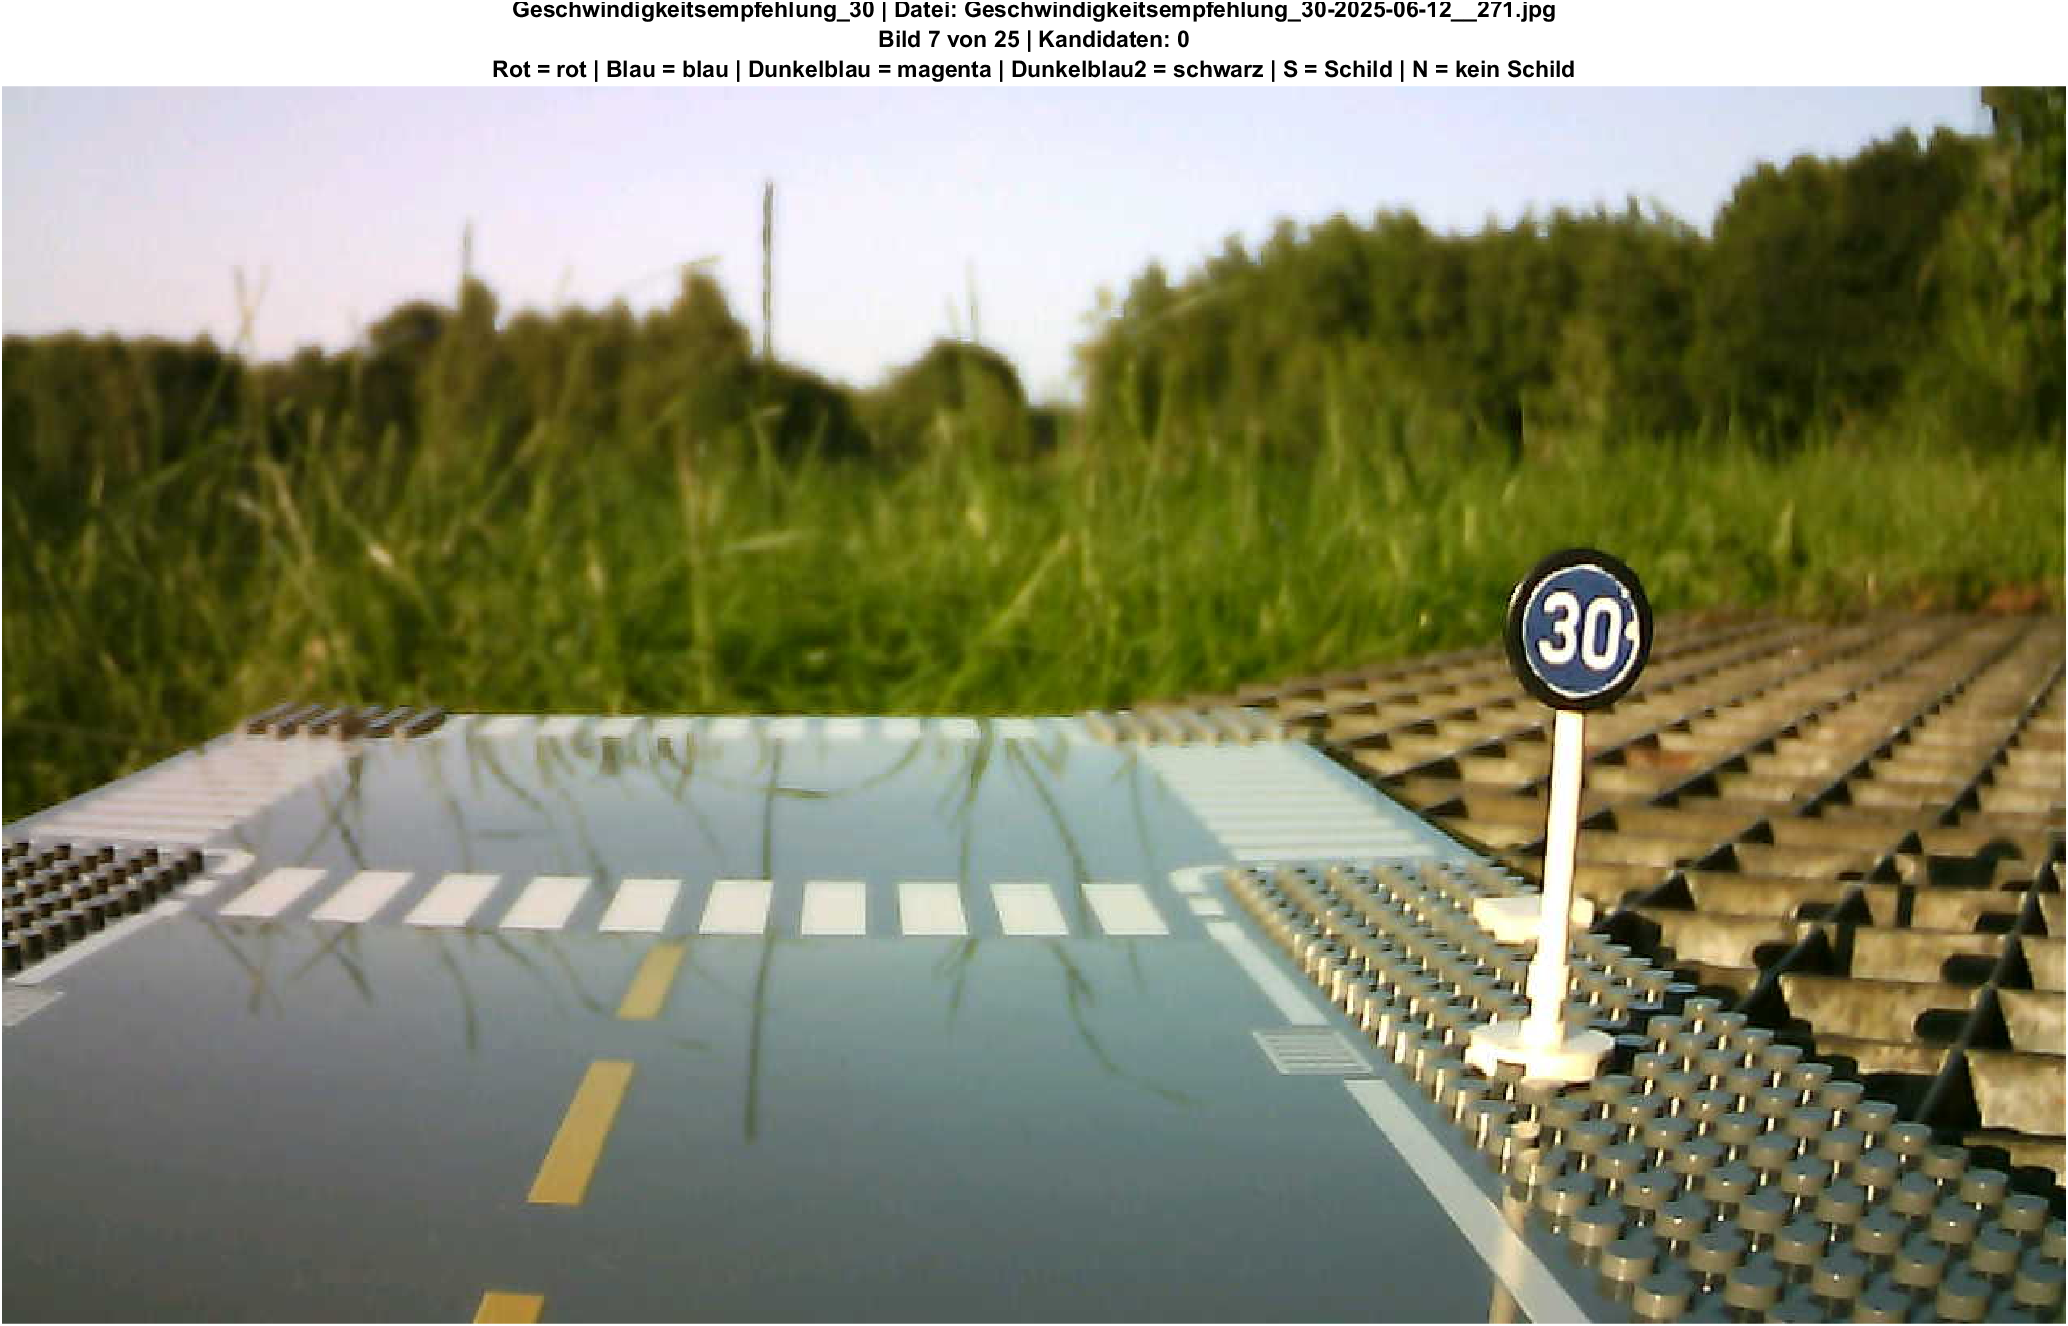 Geschwindigkeitsempfehlung_30 | Datei: Geschwindigkeitsempfehlung_30-2025-06-12__271.jpg
Bild 7 von 25 | Kandidaten: 0
Rot = rot | Blau = blau | Dunkelblau = magenta | Dunkelblau2 = schwarz | S = Schild | N = kein Schild
30